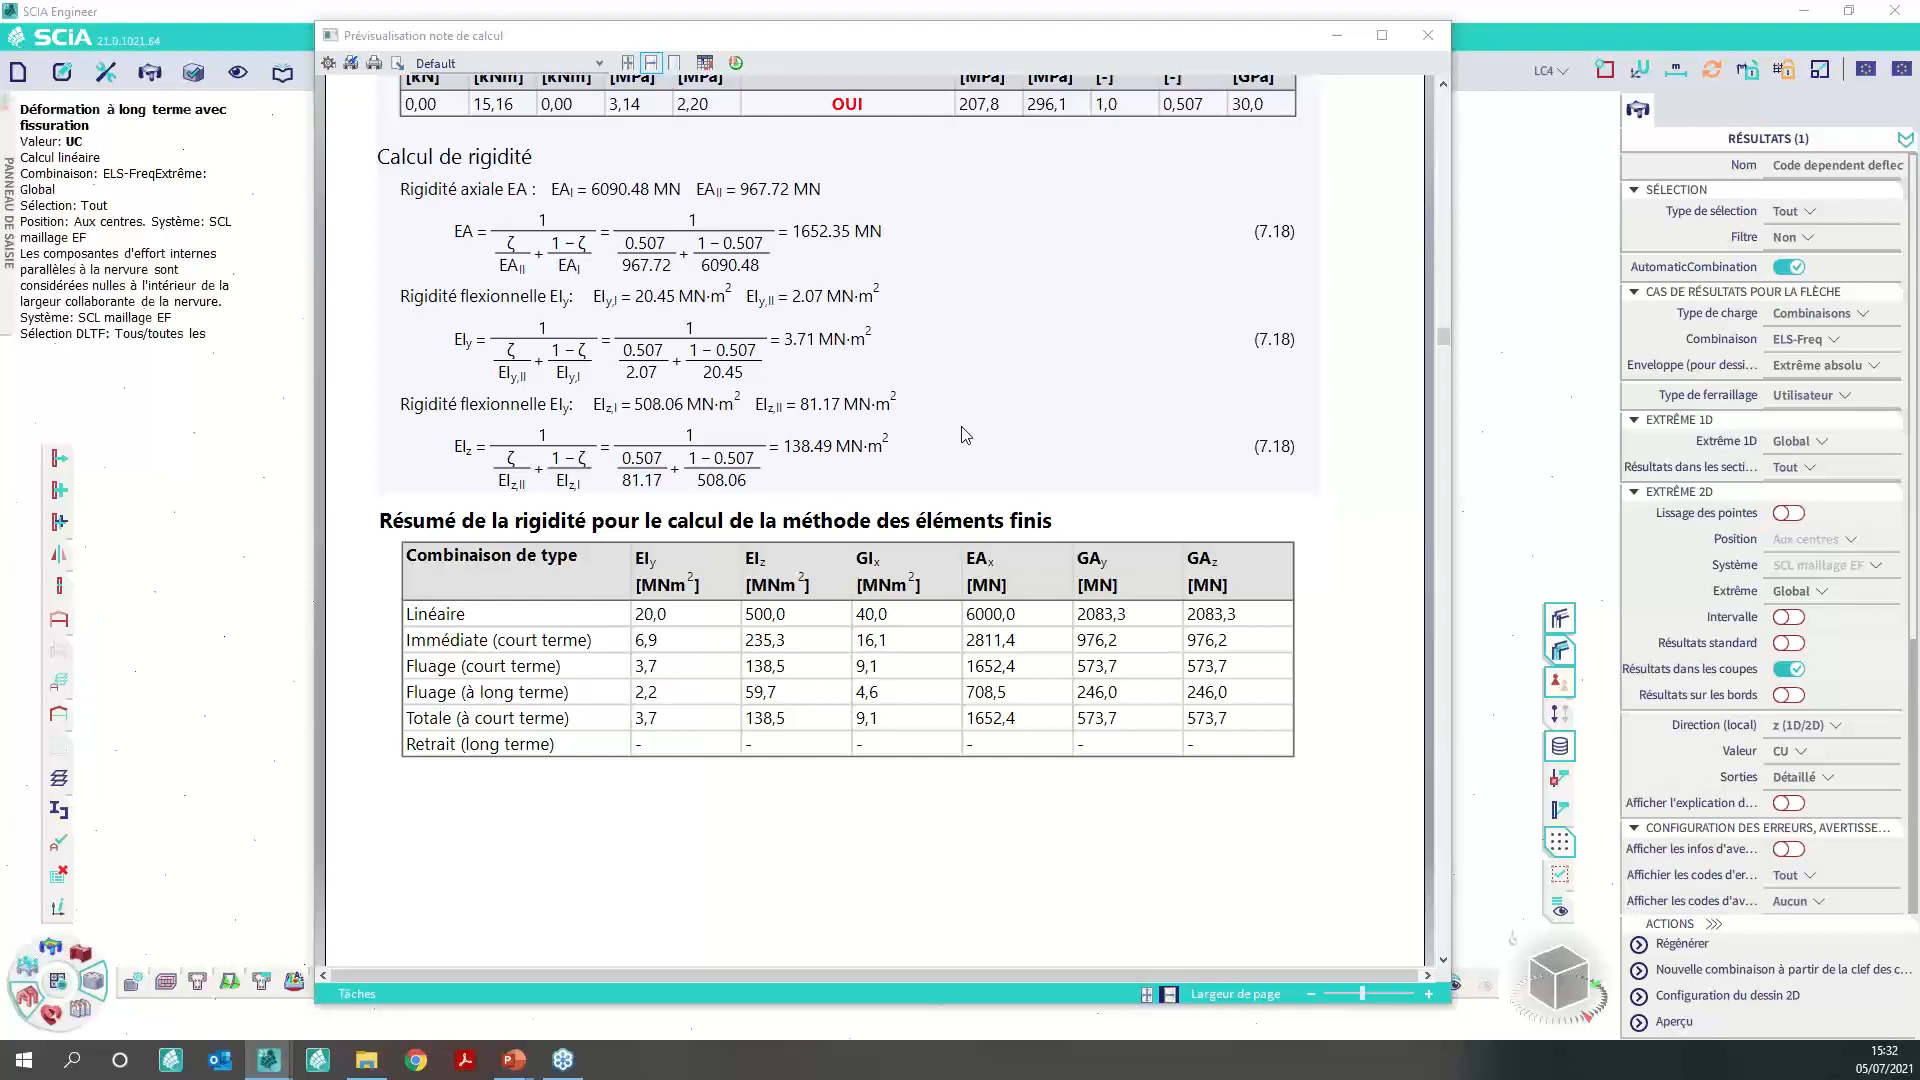 SCIA Engineer
SCiA 21.0.1021.64
Prévisualisation note de calcul
Default
LC4
PANNEAU DE SAISIE
Déformation à long terme avec
fissuration
Valeur: UC
Calcul linéaire
Combinaison: ELS-FreqExtrême:
Global
Sélection: Tout
Position: Aux centres. Système: SCL
maillage EF
Les composantes d'effort internes
parallèles à la nervure sont
considérées nulles à l'intérieur de la
largeur collaborante de la nervure.
Système: SCL maillage EF
Sélection DLTF: Tous/toutes les
[kN] [kNm] [kNm] [MPa] [MPa] [MPa] [MPa] [-] [-] [GPa]
0,00 15,16 0,00 3,14 2,20 OUI 207,8 296,1 1,0 0,507 30,0
Calcul de rigidité
Rigidité axiale EA : EAI = 6090.48 MN EAII = 967.72 MN
EA = 1 / (ζ/EAII + 1 − ζ/EAI) = 1 / (0.507/967.72 + 1 − 0.507/6090.48) = 1652.35 MN (7.18)
Rigidité flexionnelle EIy: EIy,I = 20.45 MN·m2 EIy,II = 2.07 MN·m2
EIy = 1 / (ζ/EIy,II + 1 − ζ/EIy,I) = 1 / (0.507/2.07 + 1 − 0.507/20.45) = 3.71 MN·m2 (7.18)
Rigidité flexionnelle EIy: EIz,I = 508.06 MN·m2 EIz,II = 81.17 MN·m2
EIz = 1 / (ζ/EIz,II + 1 − ζ/EIz,I) = 1 / (0.507/81.17 + 1 − 0.507/508.06) = 138.49 MN·m2 (7.18)
Résumé de la rigidité pour le calcul de la méthode des éléments finis
Combinaison de type EIy EIz GIx EAx GAy GAz
[MNm2] [MNm2] [MNm2] [MN] [MN] [MN]
Linéaire 20,0 500,0 40,0 6000,0 2083,3 2083,3
Immédiate (court terme) 6,9 235,3 16,1 2811,4 976,2 976,2
Fluage (court terme) 3,7 138,5 9,1 1652,4 573,7 573,7
Fluage (à long terme) 2,2 59,7 4,6 708,5 246,0 246,0
Totale (à court terme) 3,7 138,5 9,1 1652,4 573,7 573,7
Retrait (long terme) - - - - - -
Tâches
Largeur de page
RÉSULTATS (1)
Nom Code dependent deflec
SÉLECTION
Type de sélection Tout
Filtre Non
AutomaticCombination
CAS DE RÉSULTATS POUR LA FLÈCHE
Type de charge Combinaisons
Combinaison ELS-Freq
Enveloppe (pour dessi... Extrême absolu
Type de ferraillage Utilisateur
EXTRÊME 1D
Extrême 1D Global
Résultats dans les secti... Tout
EXTRÊME 2D
Lissage des pointes
Position Aux centres
Système SCL maillage EF
Extrême Global
Intervalle
Résultats standard
Résultats dans les coupes
Résultats sur les bords
Direction (local) z (1D/2D)
Valeur CU
Sorties Détaillé
Afficher l'explication d...
CONFIGURATION DES ERREURS, AVERTISSE...
Afficher les infos d'ave...
Affichier les codes d'er... Tout
Afficher les codes d'av... Aucun
ACTIONS >>>
Régénérer
Nouvelle combinaison à partir de la clef des c...
Configuration du dessin 2D
Aperçu
15:32
05/07/2021